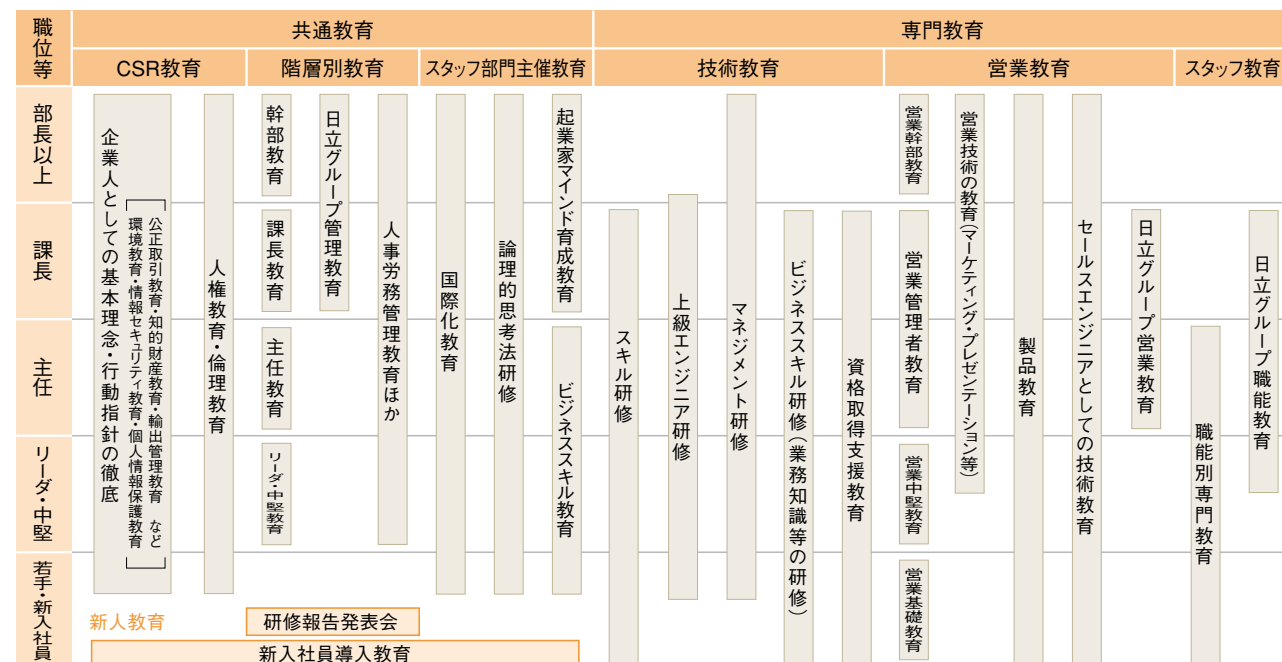 職位等
共通教育
専門教育
CSR教育
階層別教育
スタッフ部門主催教育
技術教育
営業教育
スタッフ教育
部長以上
課長
主任
リーダ・中堅
若手・新入社員
企業人としての基本理念・行動指針の徹底
公正取引教育・知的財産教育・輸出管理教育 など
環境教育・情報セキュリティ教育・個人情報保護教育
人権教育・倫理教育
幹部教育
課長教育
主任教育
リーダ・中堅教育
日立グループ管理教育
人事労務管理教育ほか
国際化教育
論理的思考法研修
起業家マインド育成教育
ビジネススキル教育
スキル研修
上級エンジニア研修
マネジメント研修
ビジネススキル研修（業務知識等の研修）
資格取得支援教育
営業幹部教育
営業管理者教育
営業中堅教育
営業基礎教育
営業技術の教育（マーケティング・プレゼンテーション等）
製品教育
セールスエンジニアとしての技術教育
日立グループ営業教育
職能別専門教育
日立グループ職能教育
新人教育
研修報告発表会
新入社員導入教育